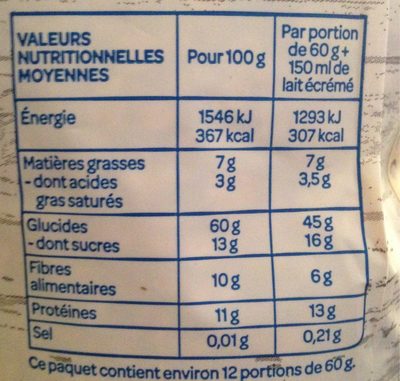 VALEURS
NUTRITIONNELLES
MOYENNES
Pour 100g
Par portion
de 60g+
150 ml de
lait écrémé
Énergie
1546 kJ
367 kcal
1293 kJ
307 kcal
Matières grasses
- dont acides
gras saturés
7g
3g
7g
3,5g
Glucides
- dont sucres
60g
13g
45g
16g
Fibres
alimentaires
10g
6g
Protéines
11g
13g
Sel
0,01g
0,21g
Ce paquet contient environ 12 portions de 60g.